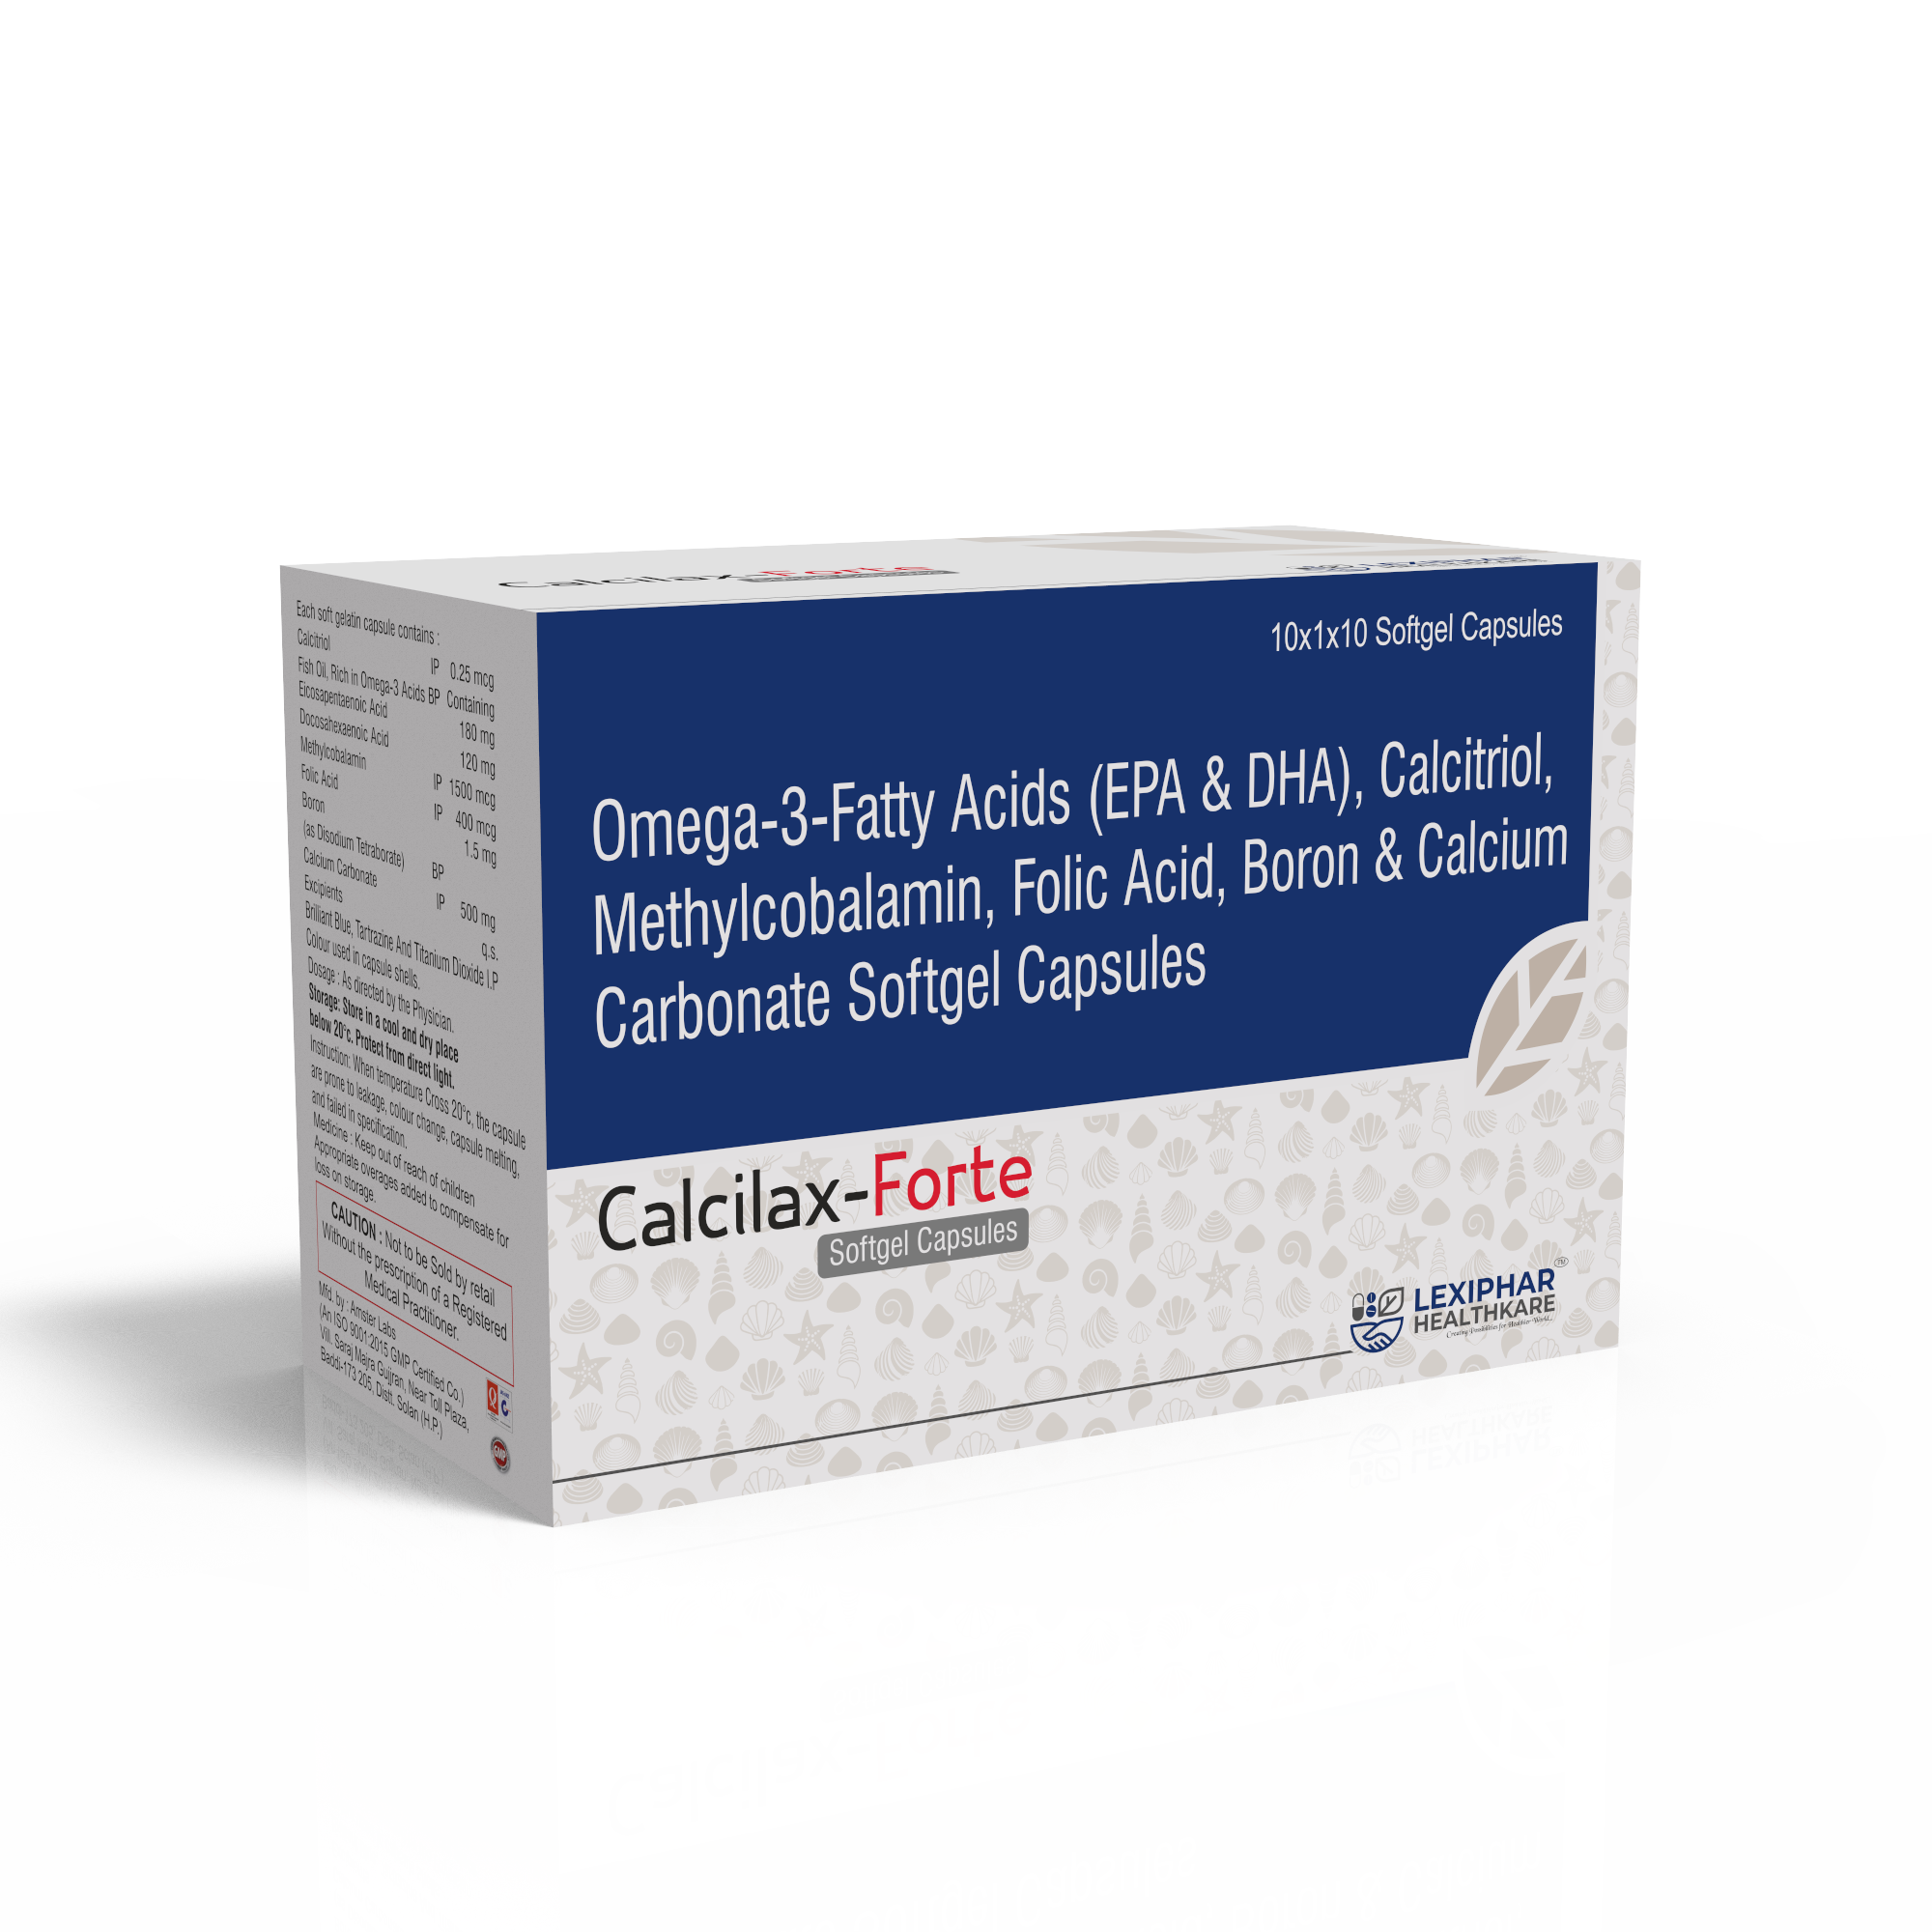 Calcilax-Forte
10x1x10 Softgel Capsules
Omega-3-Fatty Acids (EPA & DHA), Calcitriol,
Methylcobalamin, Folic Acid, Boron & Calcium
Carbonate Softgel Capsules
Calcilax-Forte
Softgel Capsules
LEXIPHAR
TM
HEALTHKARE
Creating Possibilities for Healthier World...
Each soft gelatin capsule contains :
Calcitriol IP 0.25 mcg
Fish Oil, Rich in Omega-3 Acids BP Containing
Eicosapentaenoic Acid 180 mg
Docosahexaenoic Acid 120 mg
Methylcobalamin IP 1500 mcg
Folic Acid IP 400 mcg
Boron 1.5 mg
(as Disodium Tetraborate) BP
Calcium Carbonate IP 500 mg
Excipients q.s.
Brilliant Blue, Tartrazine And Titanium Dioxide I.P
Colour used in capsule shells.
Dosage : As directed by the Physician.
Storage: Store in a cool and dry place
below 20°c. Protect from direct light.
Instruction: When temperature Cross 20°c, the capsule
are prone to leakage, colour change, capsule melting,
and failed in specification.
Medicine : Keep out of reach of children
Appropriate overages added to compensate for
loss on storage.
CAUTION : Not to be Sold by retail
Without the prescription of a Registered
Medical Practitioner.
Mfd. by : Amster Labs
(An ISO 9001:2015 GMP Certified Co.)
Vill. Saraj Majra Gujjran, Near Toll Plaza,
Baddi-173 205, Distt. Solan (H.P.)
GMP